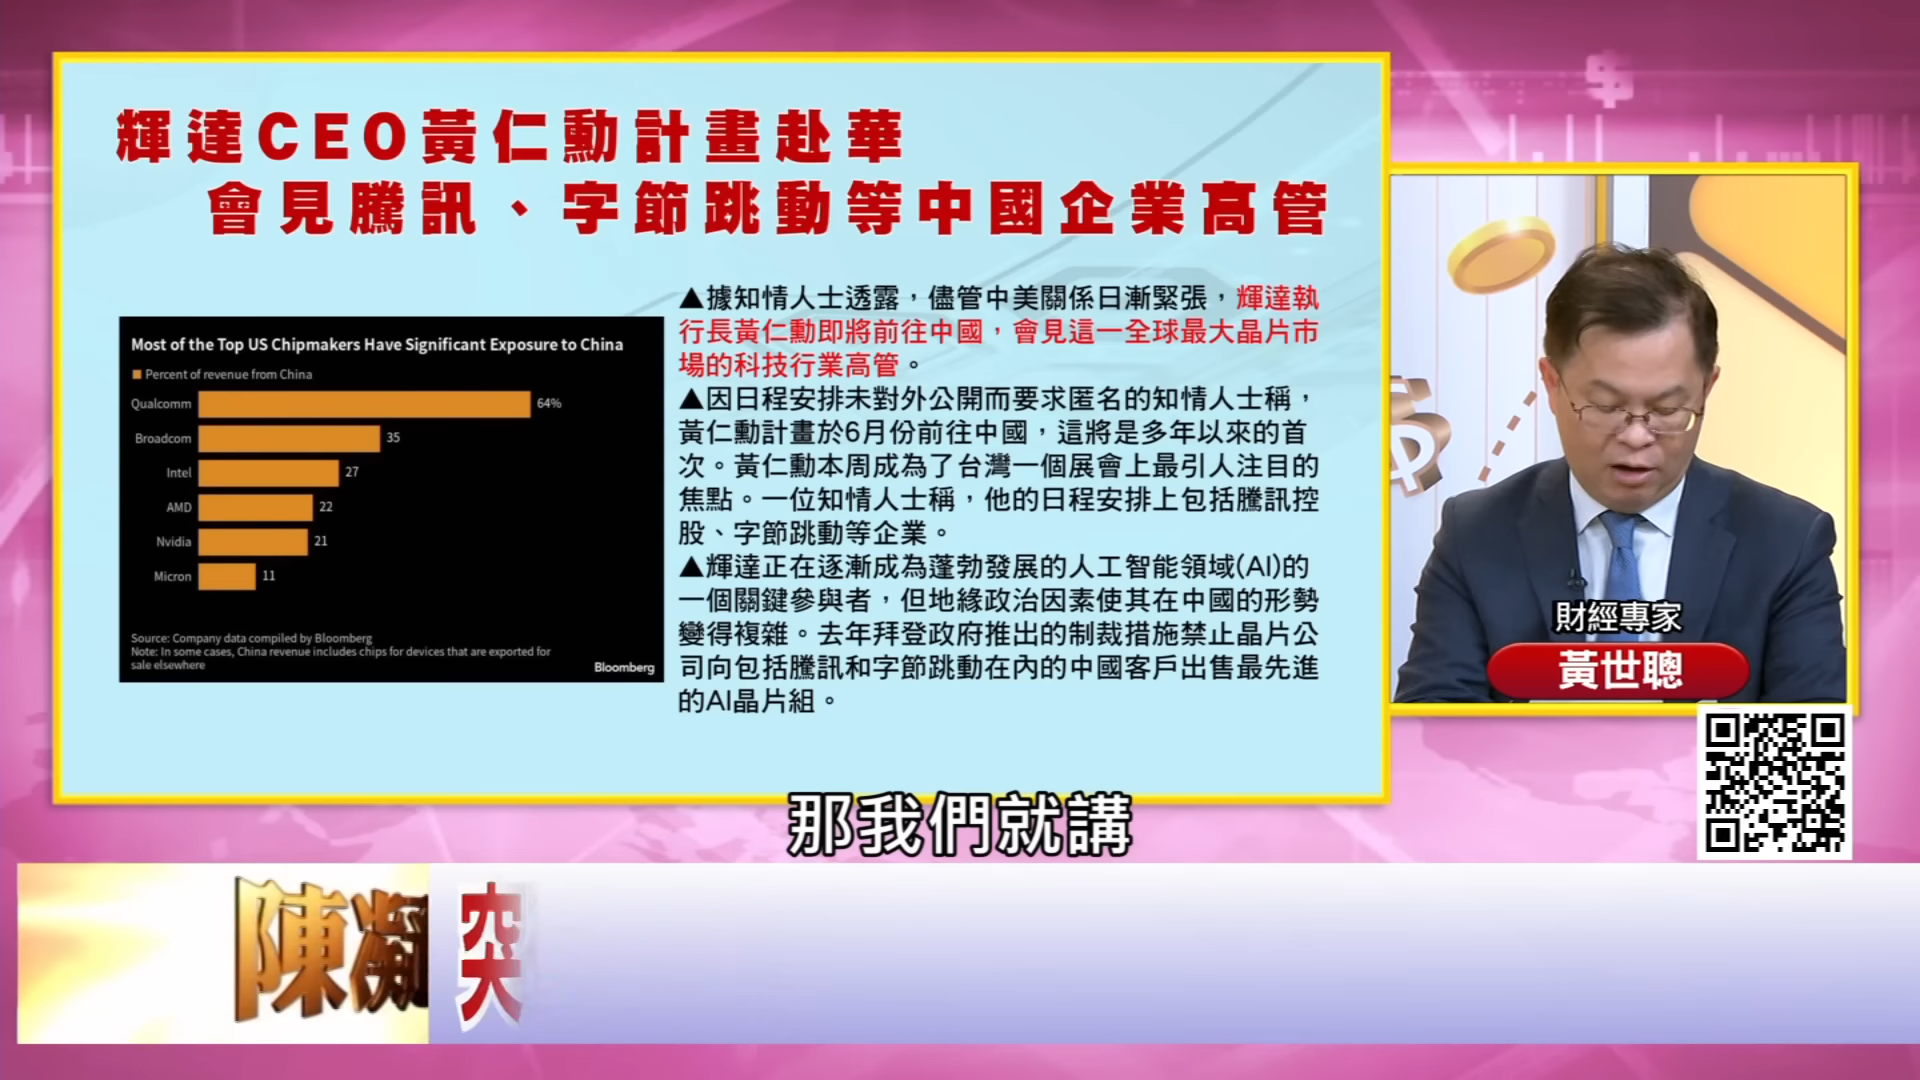 輝達CEO黃仁勳計畫赴華
會見騰訊、字節跳動等中國企業高管
Most of the Top US Chipmakers Have Significant Exposure to China
Percent of revenue from China
Qualcomm 64%
Broadcom 35
Intel 27
AMD 22
Nvidia 21
Micron 11
Source: Company data compiled by Bloomberg
Note: In some cases, China revenue includes chips for devices that are exported for
sale elsewhere
Bloomberg
▲據知情人士透露，儘管中美關係日漸緊張，輝達執
行長黃仁勳即將前往中國，會見這一全球最大晶片市
場的科技行業高管。
▲因日程安排未對外公開而要求匿名的知情人士稱，
黃仁勳計畫於6月份前往中國，這將是多年以來的首
次。黃仁勳本周成為了台灣一個展會上最引人注目的
焦點。一位知情人士稱，他的日程安排上包括騰訊控
股、字節跳動等企業。
▲輝達正在逐漸成為蓬勃發展的人工智能領域(AI)的
一個關鍵參與者，但地緣政治因素使其在中國的形勢
變得複雜。去年拜登政府推出的制裁措施禁止晶片公
司向包括騰訊和字節跳動在內的中國客戶出售最先進
的AI晶片組。
財經專家
黃世聰
那我們就講
陳凝
突